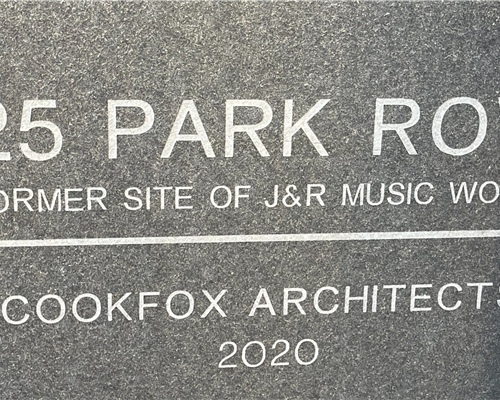 25 PARK RO
ORMER SITE OF J&R MUSIC WO
COOKFOX ARCHITECTS
2020